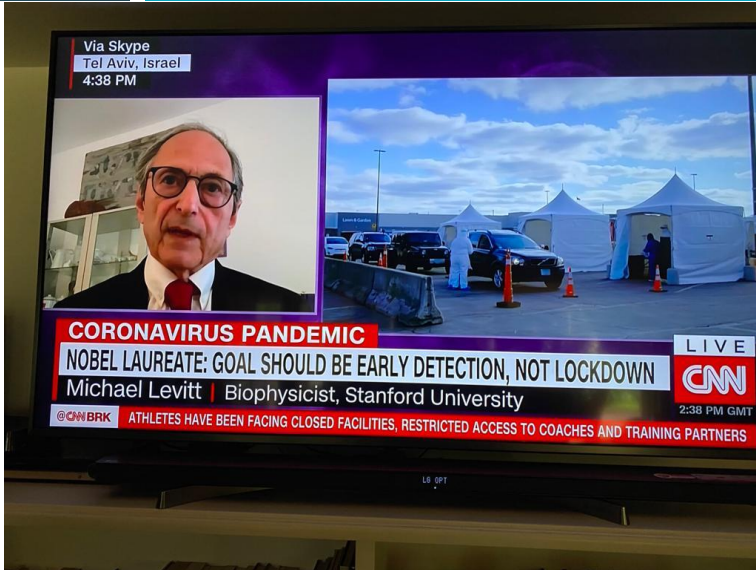 Via Skype
Tel Aviv, Israel
4:38 PM
Lawn & Garden
CORONAVIRUS PANDEMIC
NOBEL LAUREATE: GOAL SHOULD BE EARLY DETECTION, NOT LOCKDOWN
Michael Levitt | Biophysicist, Stanford University
LIVE
CNN
2:38 PM GMT
@CNNBRK ATHLETES HAVE BEEN FACING CLOSED FACILITIES, RESTRICTED ACCESS TO COACHES AND TRAINING PARTNERS
LG OPT